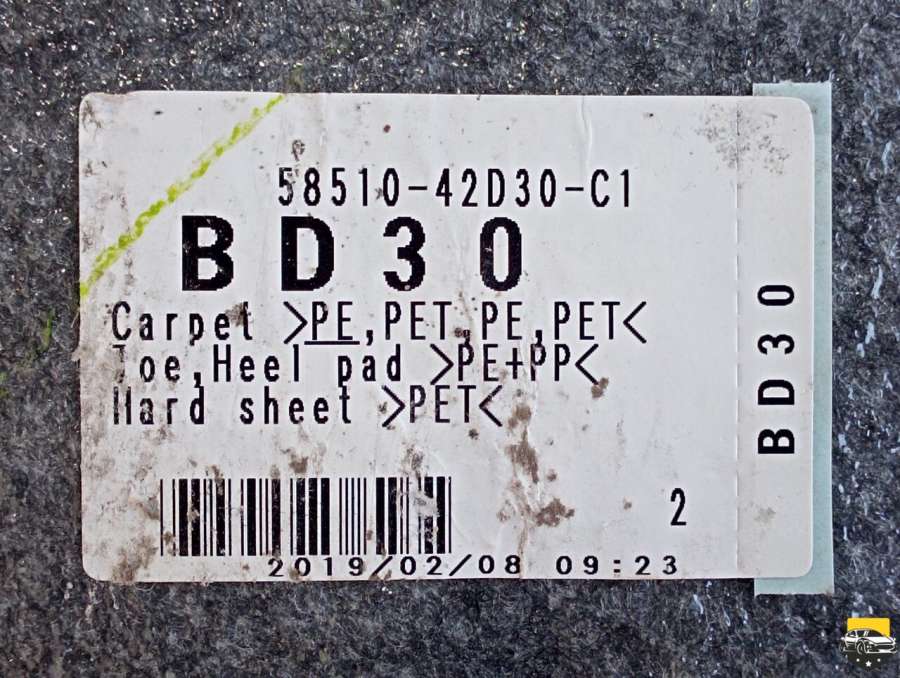 58510-42D30-C1
BD30
Carpet >PE,PET,PE,PET<
Toe,Heel pad >PE+PP<
Hard sheet >PET<
2
2019/02/08 09:23
BD30